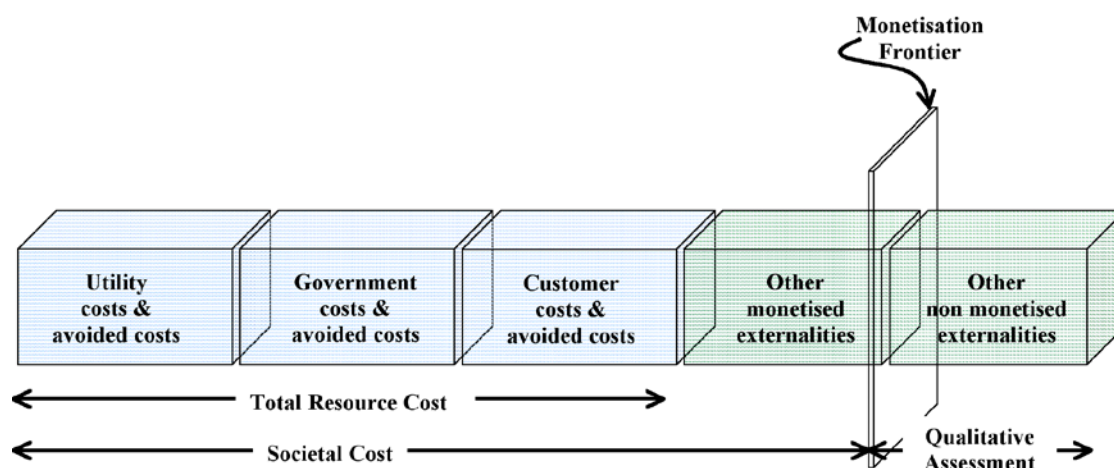 Monetisation
Frontier
Utility
costs &
avoided costs
Government
costs &
avoided costs
Customer
costs &
avoided costs
Other
monetised
externalities
Other
non monetised
externalities
Total Resource Cost
Societal Cost
Qualitative
Assessment